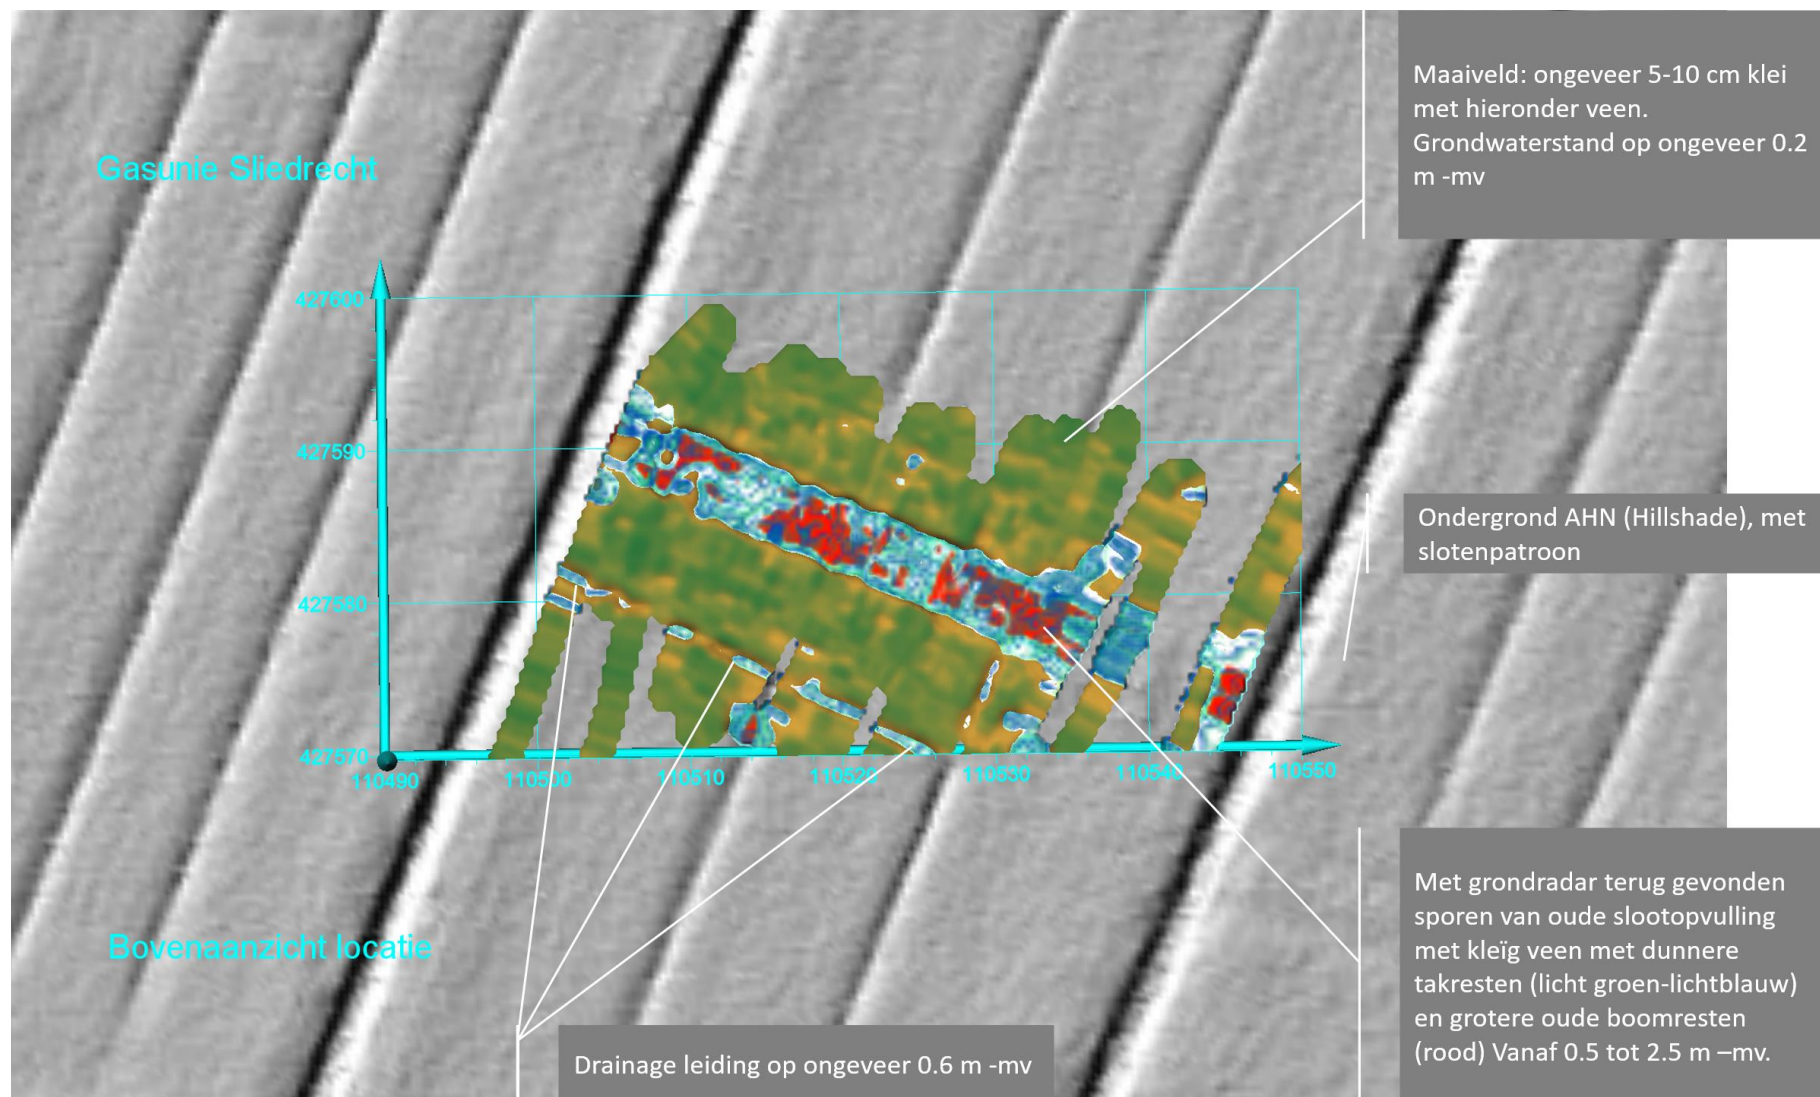 Maaiveld: ongeveer 5-10 cm klei
met hieronder veen.
Grondwaterstand op ongeveer 0.2
m -mv
Gasunie Sliedrecht
427600
427590
427580
427570
110490
110500
110510
110520
110530
110540
110550
Ondergrond AHN (Hillshade), met
slotenpatroon
Bovenaanzicht locatie
Met grondradar terug gevonden
sporen van oude slootopvulling
met kleïg veen met dunnere
takresten (licht groen-lichtblauw)
en grotere oude boomresten
(rood) Vanaf 0.5 tot 2.5 m –mv.
Drainage leiding op ongeveer 0.6 m -mv